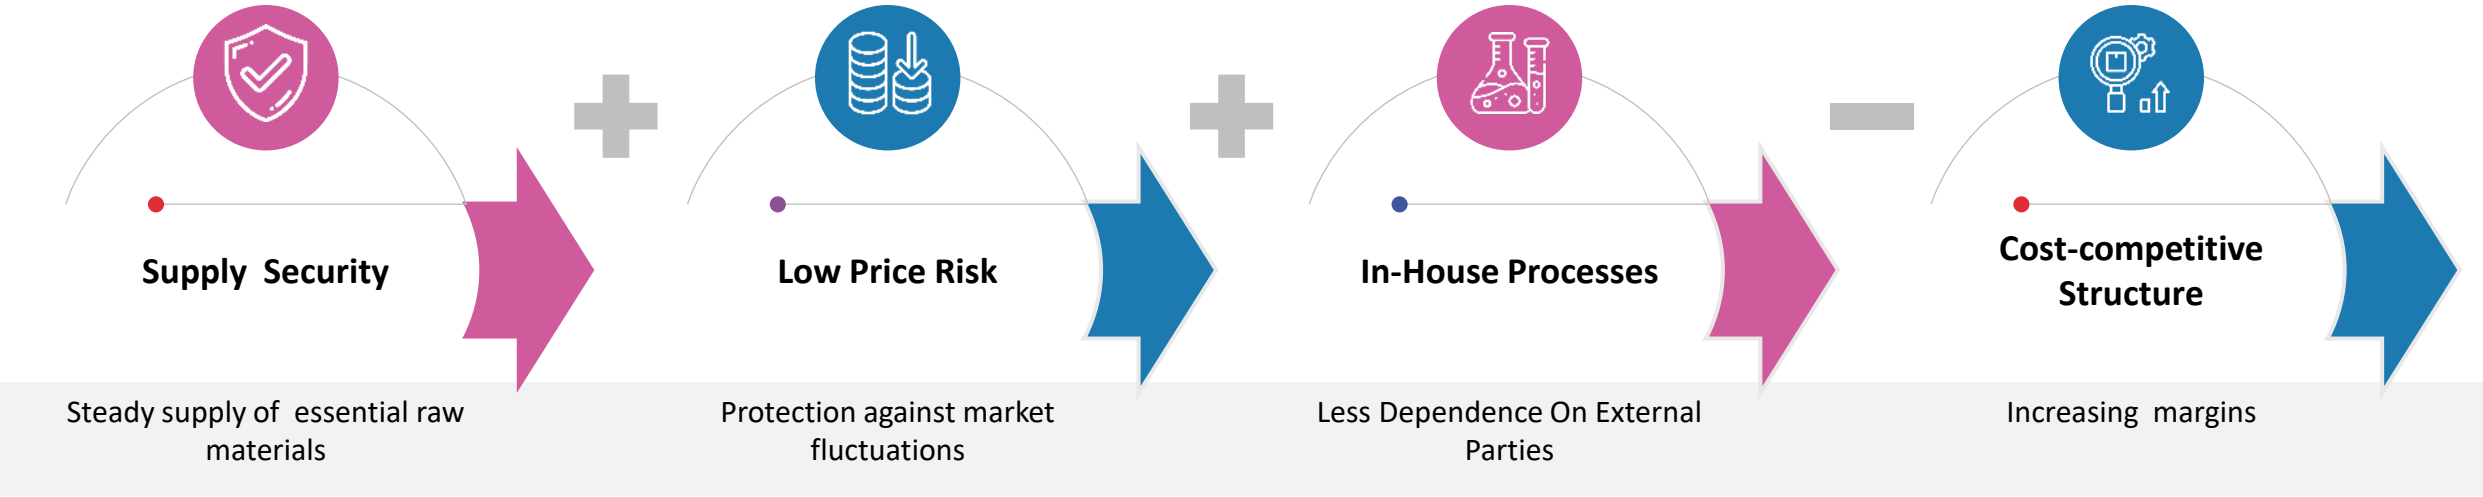 Supply  Security
Low Price Risk
In-House Processes
Cost-competitive
Structure
Steady supply of  essential raw
materials
Protection against market
fluctuations
Less Dependence On External
Parties
Increasing  margins